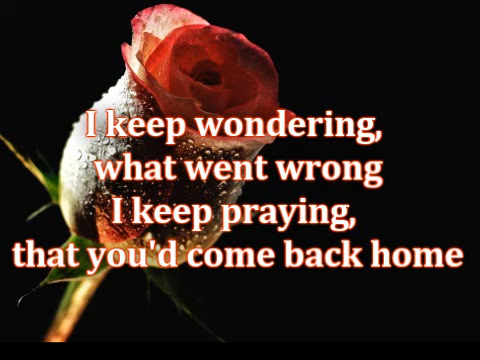 I keep wondering,
what went wrong
I keep praying,
that you'd come back home